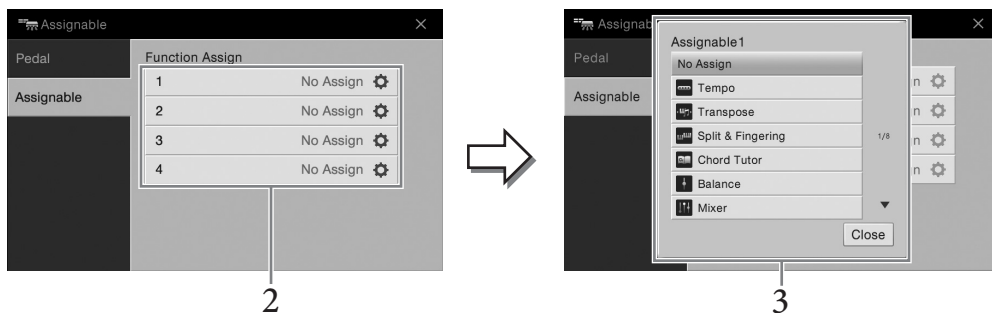 Assignable
Pedal
Assignable
Function Assign
1 No Assign
2 No Assign
3 No Assign
4 No Assign
2
Assignab
Pedal
Assignable
Assignable1
No Assign
Tempo
Transpose
Split & Fingering
Chord Tutor
Balance
Mixer
1/8
Close
n
n
n
n
3